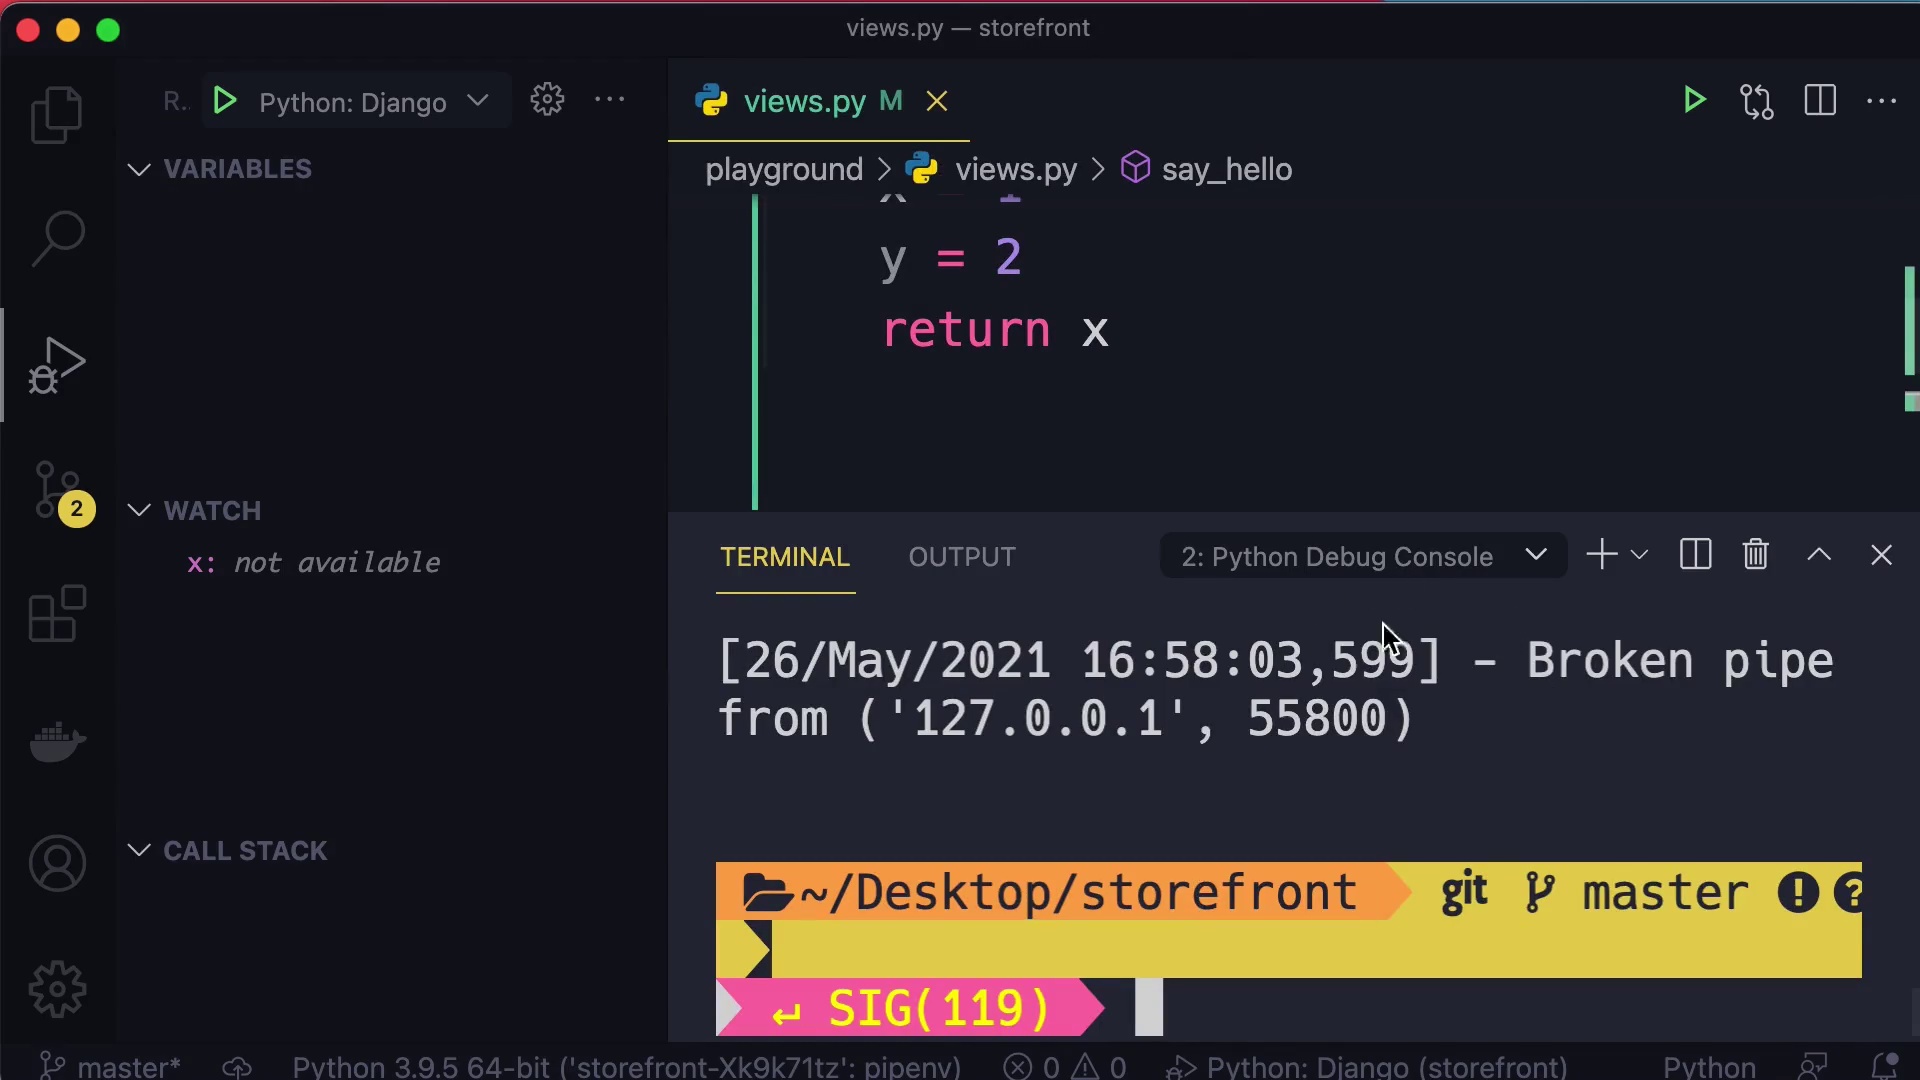 views.py — storefront
R.
Python: Django
views.py M
VARIABLES
playground > views.py > say_hello
y = 2
return x
WATCH
x: not available
2
TERMINAL
OUTPUT
2: Python Debug Console
[26/May/2021 16:58:03,599] - Broken pipe
from ('127.0.0.1', 55800)
CALL STACK
~/Desktop/storefront
git master
↵ SIG(119)
master*
Python 3.9.5 64-bit ('storefront-Xk9k71tz': pipenv)
0
0
Python: Django (storefront)
Python